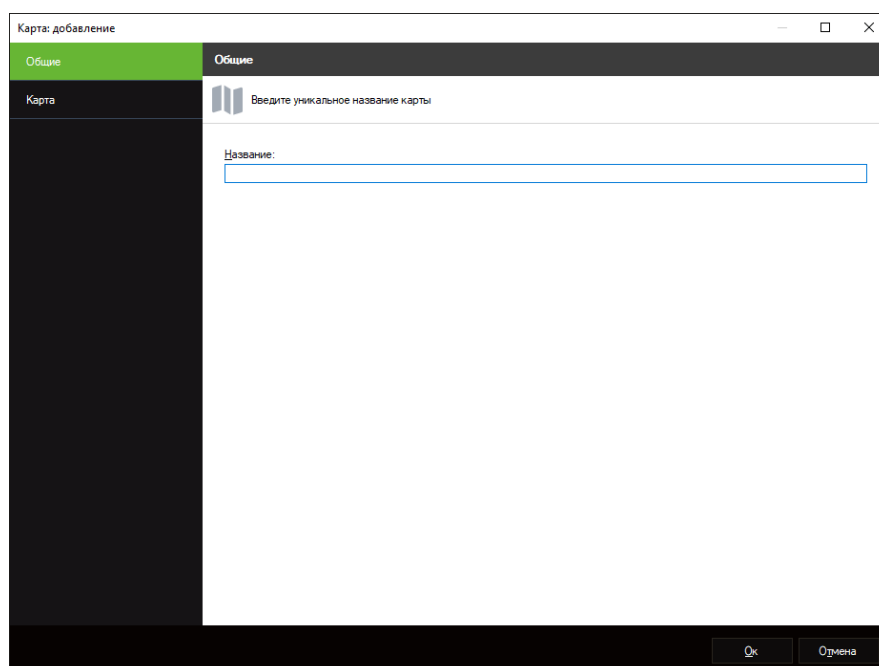 Карта: добавление
Общие
Общие
Карта
Введите уникальное название карты
Название:
Ок
Отмена